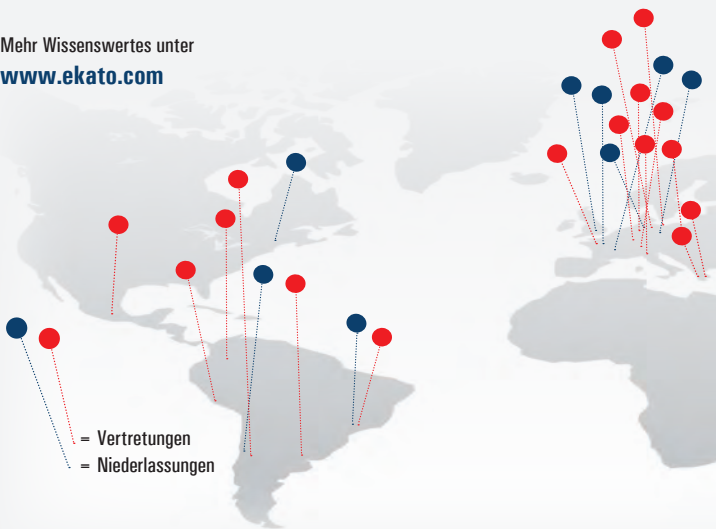 Mehr Wissenswertes unter
www.ekato.com
= Vertretungen
= Niederlassungen